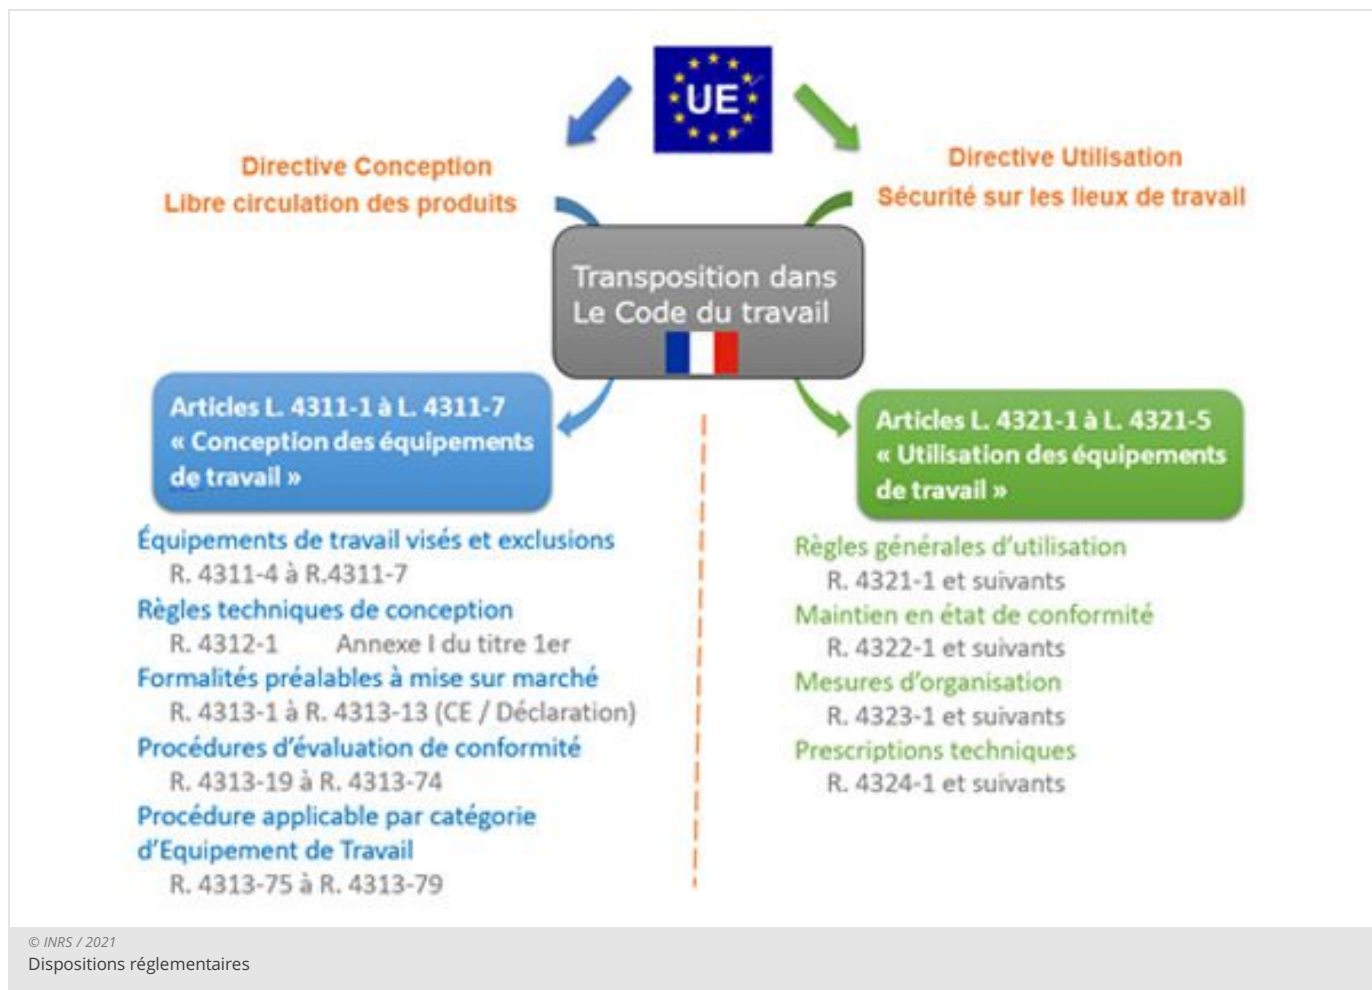 UE
Directive Conception
Libre circulation des produits
Directive Utilisation
Sécurité sur les lieux de travail
Transposition dans
Le Code du travail
Articles L. 4311-1 à L. 4311-7
« Conception des équipements
de travail »
Équipements de travail visés et exclusions
R. 4311-4 à R.4311-7
Règles techniques de conception
R. 4312-1 Annexe I du titre 1er
Formalités préalables à mise sur marché
R. 4313-1 à R. 4313-13 (CE / Déclaration)
Procédures d'évaluation de conformité
R. 4313-19 à R. 4313-74
Procédure applicable par catégorie
d'Equipement de Travail
R. 4313-75 à R. 4313-79
Articles L. 4321-1 à L. 4321-5
« Utilisation des équipements
de travail »
Règles générales d'utilisation
R. 4321-1 et suivants
Maintien en état de conformité
R. 4322-1 et suivants
Mesures d'organisation
R. 4323-1 et suivants
Prescriptions techniques
R. 4324-1 et suivants
© INRS / 2021
Dispositions réglementaires